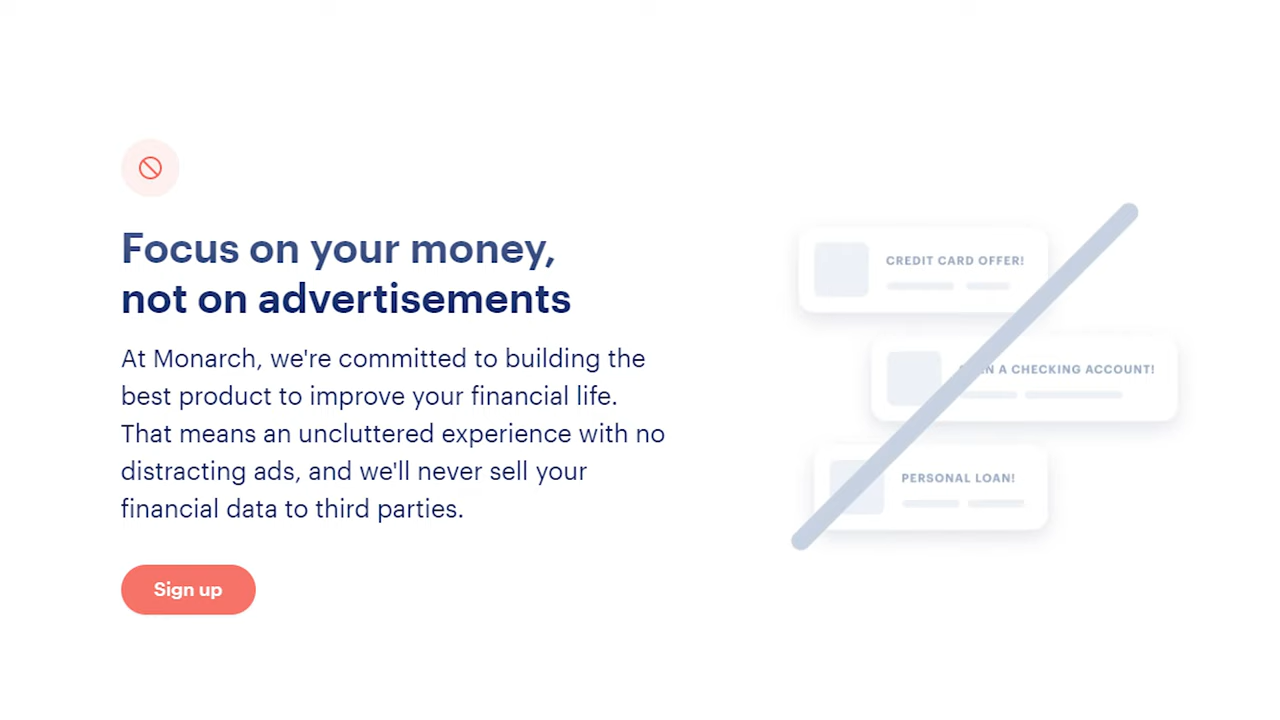 Focus on your money,
not on advertisements
At Monarch, we're committed to building the
best product to improve your financial life.
That means an uncluttered experience with no
distracting ads, and we'll never sell your
financial data to third parties.
Sign up
CREDIT CARD OFFER!
A CHECKING ACCOUNT!
PERSONAL LOAN!